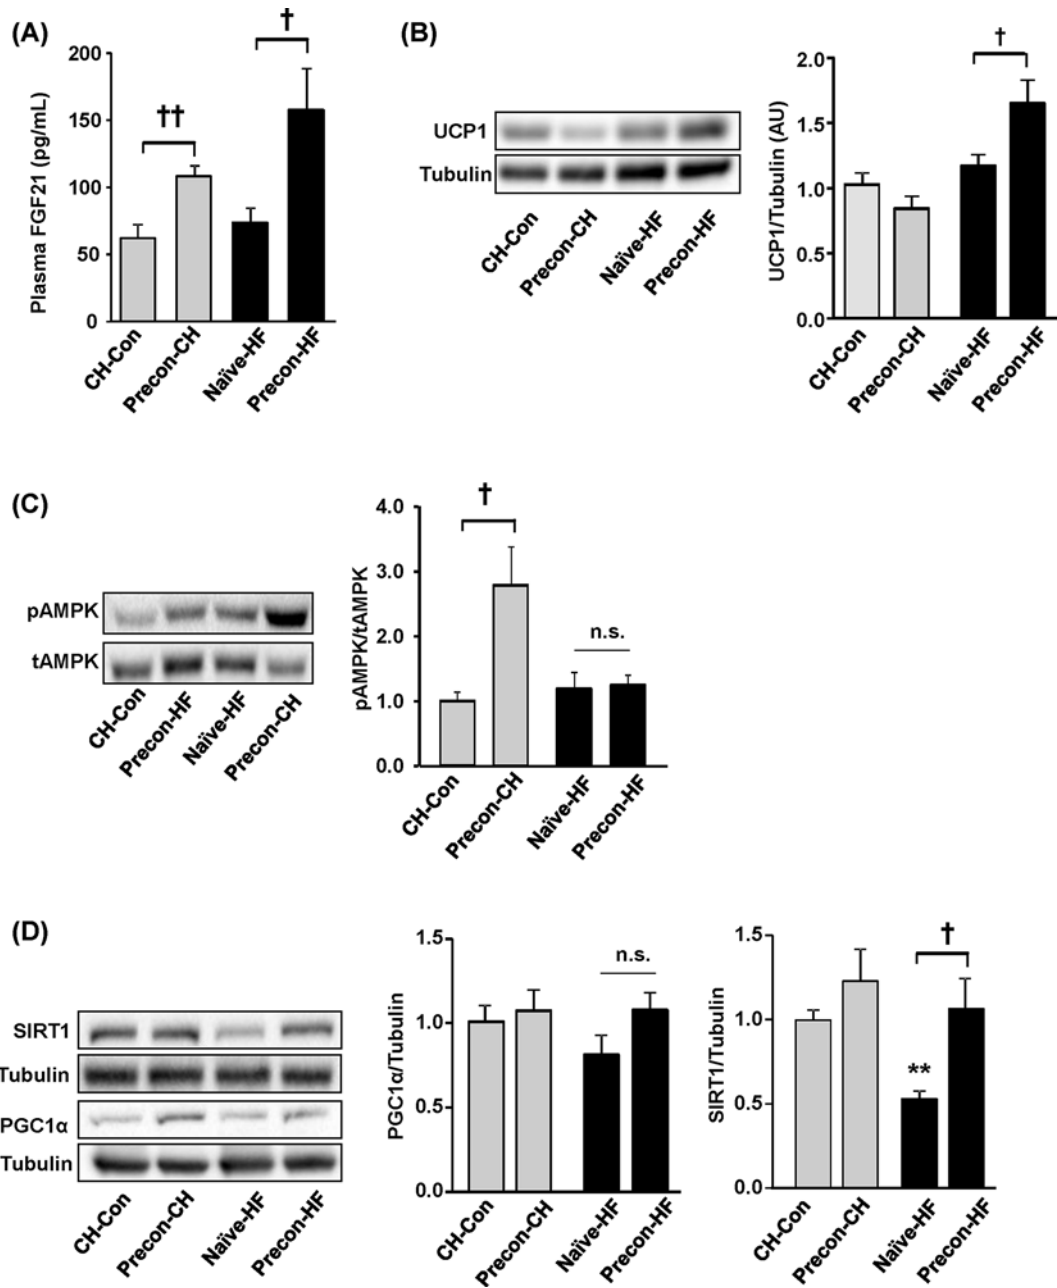 (A)
Plasma FGF21 (pg/mL)
200
150
100
50
0
††
†
CH-Con
Precon-CH
Naïve-HF
Precon-HF
(B)
UCP1
Tubulin
CH-Con
Precon-CH
Naïve-HF
Precon-HF
UCP1/Tubulin (AU)
2.0
1.5
1.0
0.5
0.0
†
CH-Con
Precon-CH
Naïve-HF
Precon-HF
(C)
pAMPK
tAMPK
CH-Con
Precon-HF
Naïve-HF
Precon-CH
pAMPK/tAMPK
4.0
3.0
2.0
1.0
0.0
†
n.s.
CH-Con
Precon-CH
Naïve-HF
Precon-HF
(D)
SIRT1
Tubulin
PGC1α
Tubulin
CH-Con
Precon-CH
Naïve-HF
Precon-HF
PGC1α/Tubulin
1.5
1.0
0.5
0.0
n.s.
CH-Con
Precon-CH
Naïve-HF
Precon-HF
SIRT1/Tubulin
1.5
1.0
0.5
0.0
†
**
CH-Con
Precon-CH
Naïve-HF
Precon-HF